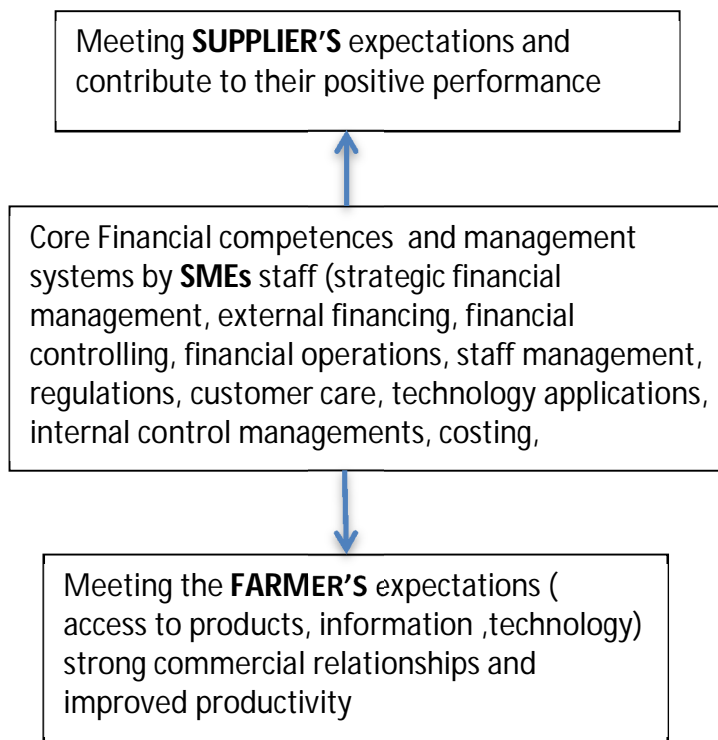 Meeting SUPPLIER’S expectations and
contribute to their positive performance
Core Financial competences and management
systems by SMEs staff (strategic financial
management, external financing, financial
controlling, financial operations, staff management,
regulations, customer care, technology applications,
internal control managements, costing,
Meeting the FARMER’S expectations (
access to products, information ,technology)
strong commercial relationships and
improved productivity